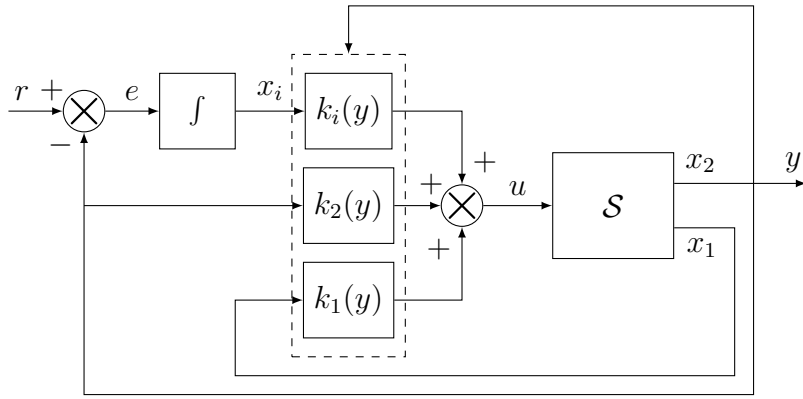 r
+
−
e
∫
x_i
k_i(y)
k_2(y)
k_1(y)
+
+
+
u
𝒮
x_2
x_1
y